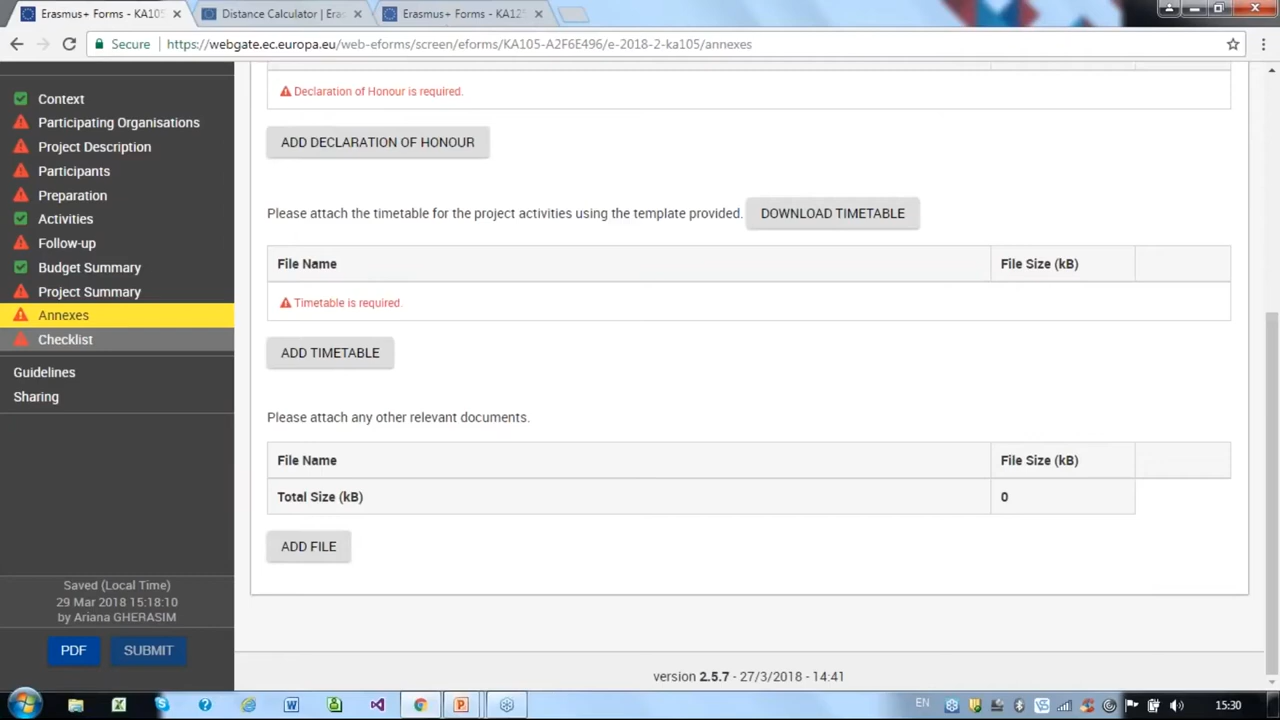 Erasmus+ Forms - KA105
Distance Calculator | Eras
Erasmus+ Forms - KA12
Secure
https://webgate.ec.europa.eu/web-eforms/screen/eforms/KA105-A2F6E496/e-2018-2-ka105/annexes
Context
Participating Organisations
Project Description
Participants
Preparation
Activities
Follow-up
Budget Summary
Project Summary
Annexes
Checklist
Guidelines
Sharing
Saved (Local Time)
29 Mar 2018 15:18:10
by Ariana GHERASIM
PDF
SUBMIT
Declaration of Honour is required.
ADD DECLARATION OF HONOUR
Please attach the timetable for the project activities using the template provided.
DOWNLOAD TIMETABLE
File Name
File Size (kB)
Timetable is required.
ADD TIMETABLE
Please attach any other relevant documents.
File Name
File Size (kB)
Total Size (kB)
0
ADD FILE
version 2.5.7 - 27/3/2018 - 14:41
EN
15:30